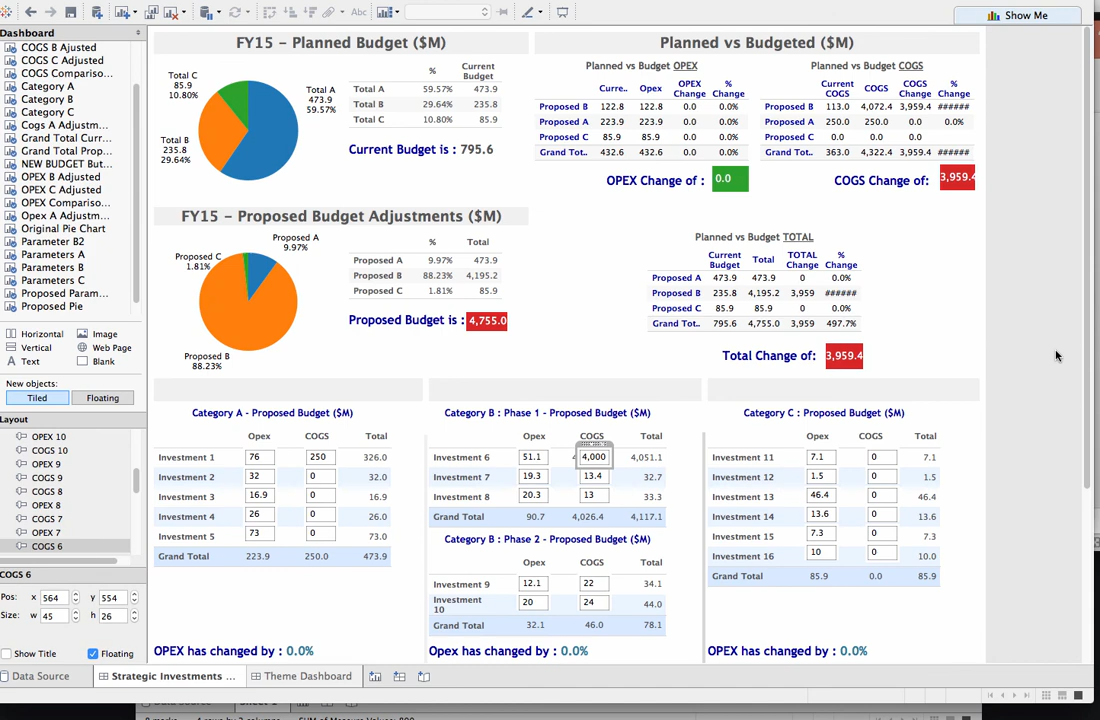 Abc
Show Me
Dashboard
COGS B Ajusted
COGS C Adjusted
COGS Compariso...
Category A
Category B
Category C
Cogs A Adjustm...
Grand Total Curr...
Grand Total Prop...
NEW BUDGET But...
OPEX B Adjusted
OPEX C Adjusted
OPEX Compariso...
Opex A Adjustm...
Original Pie Chart
Parameter B2
Parameters A
Parameters B
Parameters C
Proposed Param...
Proposed Pie
Horizontal Image
Vertical Web Page
Text Blank
New objects:
Tiled Floating
Layout
OPEX 10
COGS 10
OPEX 9
COGS 9
COGS 8
OPEX 8
COGS 7
OPEX 7
COGS 6
COGS 6
Pos: x 564 y 554
Size: w 45 h 26
Show Title Floating
FY15 - Planned Budget ($M)
Total C
85.9
10.80%
Total A
473.9
59.57%
Total B
235.8
29.64%
% Current Budget
Total A 59.57% 473.9
Total B 29.64% 235.8
Total C 10.80% 85.9
Current Budget is : 795.6
Planned vs Budgeted ($M)
Planned vs Budget OPEX
Curre.. Opex OPEX Change % Change
Proposed B 122.8 122.8 0.0 0.0%
Proposed A 223.9 223.9 0.0 0.0%
Proposed C 85.9 85.9 0.0 0.0%
Grand Tot.. 432.6 432.6 0.0 0.0%
OPEX Change of : 0.0
Planned vs Budget COGS
Current COGS COGS COGS Change % Change
Proposed B 113.0 4,072.4 3,959.4 ######
Proposed A 250.0 250.0 0.0 0.0%
Proposed C 0.0 0.0 0.0
Grand Tot.. 363.0 4,322.4 3,959.4 ######
COGS Change of: 3,959.4
FY15 - Proposed Budget Adjustments ($M)
Proposed A
9.97%
Proposed C
1.81%
Proposed B
88.23%
% Total
Proposed A 9.97% 473.9
Proposed B 88.23% 4,195.2
Proposed C 1.81% 85.9
Proposed Budget is : 4,755.0
Planned vs Budget TOTAL
Current Budget Total TOTAL Change % Change
Proposed A 473.9 473.9 0 0.0%
Proposed B 235.8 4,195.2 3,959 ######
Proposed C 85.9 85.9 0 0.0%
Grand Tot.. 795.6 4,755.0 3,959 497.7%
Total Change of: 3,959.4
Category A - Proposed Budget ($M)
Opex COGS Total
Investment 1 76 250 326.0
Investment 2 32 0 32.0
Investment 3 16.9 0 16.9
Investment 4 26 0 26.0
Investment 5 73 0 73.0
Grand Total 223.9 250.0 473.9
OPEX has changed by : 0.0%
Category B : Phase 1 - Proposed Budget ($M)
Opex COGS Total
Investment 6 51.1 4,000 4,051.1
Investment 7 19.3 13.4 32.7
Investment 8 20.3 13 33.3
Grand Total 90.7 4,026.4 4,117.1
Category B : Phase 2 - Proposed Budget ($M)
Opex COGS Total
Investment 9 12.1 22 34.1
Investment 10 20 24 44.0
Grand Total 32.1 46.0 78.1
Opex has changed by : 0.0%
Category C : Proposed Budget ($M)
Opex COGS Total
Investment 11 7.1 0 7.1
Investment 12 1.5 0 1.5
Investment 13 46.4 0 46.4
Investment 14 13.6 0 13.6
Investment 15 7.3 0 7.3
Investment 16 10 0 10.0
Grand Total 85.9 0.0 85.9
OPEX has changed by : 0.0%
Data Source Strategic Investments ... Theme Dashboard